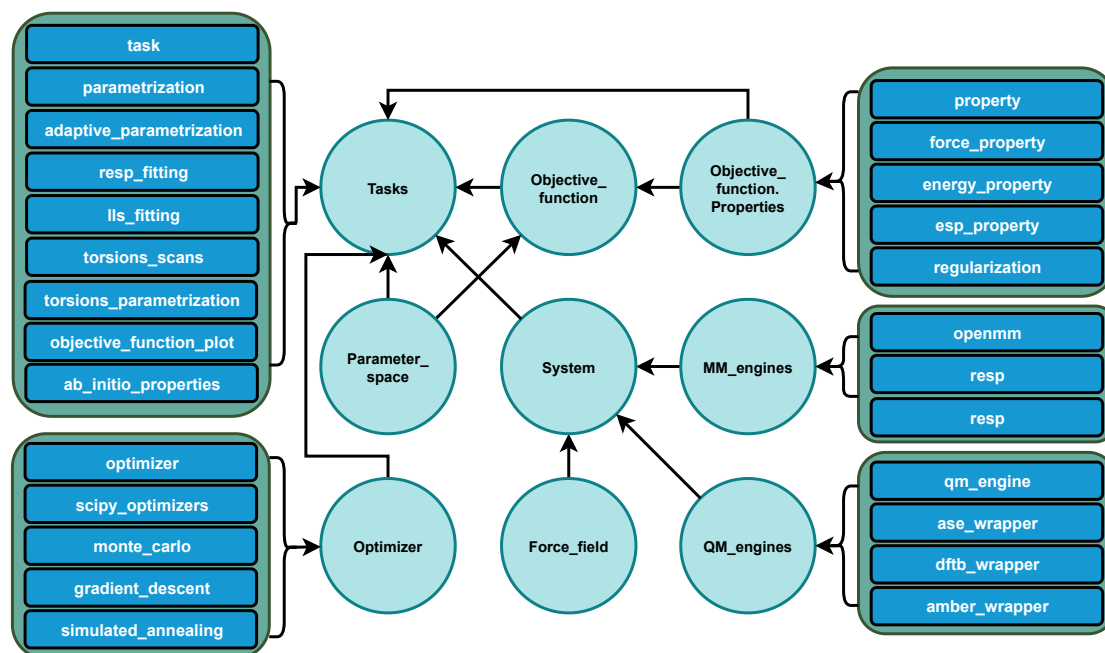 task
parametrization
adaptive_parametrization
resp_fitting
lls_fitting
torsions_scans
torsions_parametrization
objective_function_plot
ab_initio_properties
optimizer
scipy_optimizers
monte_carlo
gradient_descent
simulated_annealing
Tasks
Objective_
function
Objective_
function.
Properties
Parameter_
space
System
MM_engines
Optimizer
Force_field
QM_engines
property
force_property
energy_property
esp_property
regularization
openmm
resp
resp
qm_engine
ase_wrapper
dftb_wrapper
amber_wrapper